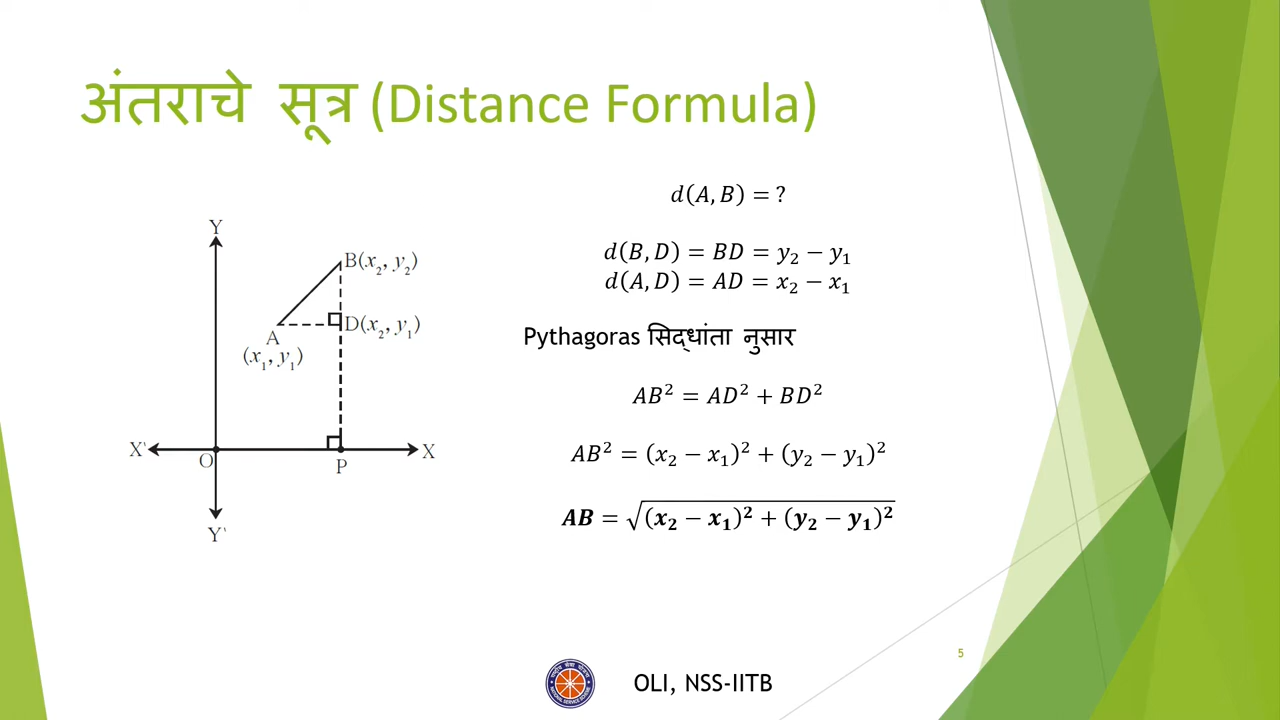 अंतराचे सूत्र (Distance Formula)
d(A, B) = ?
d(B, D) = BD = y₂ − y₁
d(A, D) = AD = x₂ − x₁
Pythagoras सिद्धांता नुसार
AB² = AD² + BD²
AB² = (x₂ − x₁)² + (y₂ − y₁)²
AB = √(x₂ − x₁)² + (y₂ − y₁)²
Y
B(x₂, y₂)
D(x₂, y₁)
A
(x₁, y₁)
X'
O
P
X
Y'
5
OLI, NSS-IITB